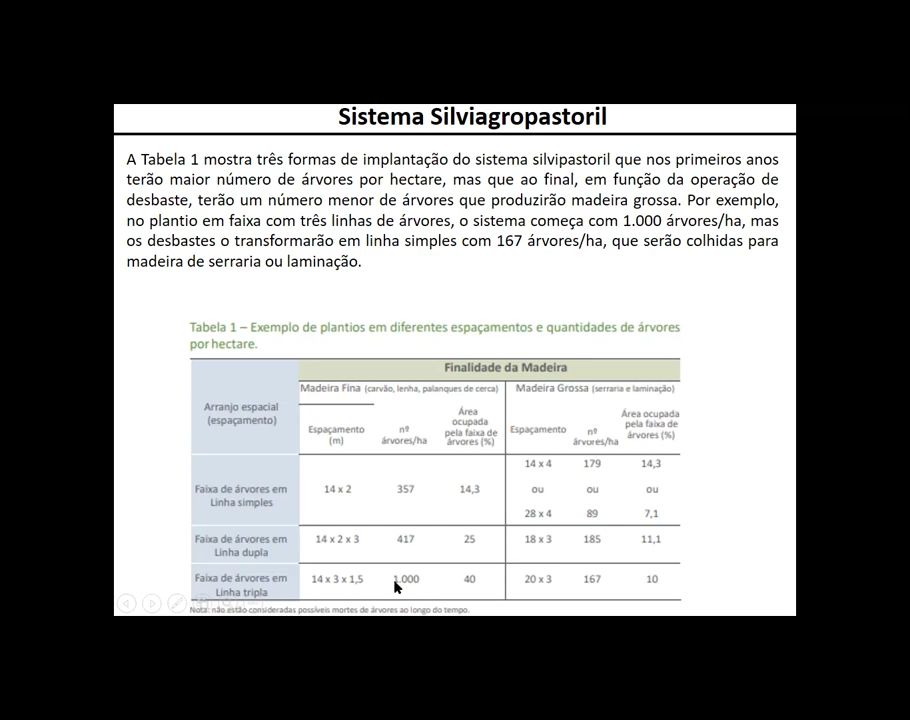 Sistema Silviagropastoril
A Tabela 1 mostra três formas de implantação do sistema silvipastoril que nos primeiros anos
terão maior número de árvores por hectare, mas que ao final, em função da operação de
desbaste, terão um número menor de árvores que produzirão madeira grossa. Por exemplo,
no plantio em faixa com três linhas de árvores, o sistema começa com 1.000 árvores/ha, mas
os desbastes o transformarão em linha simples com 167 árvores/ha, que serão colhidas para
madeira de serraria ou laminação.
Tabela 1 – Exemplo de plantios em diferentes espaçamentos e quantidades de árvores
por hectare.
Arranjo espacial
(espaçamento)
Finalidade da Madeira
Madeira Fina (carvão, lenha, palanques de cerca)
Madeira Grossa (serraria e laminação)
Espaçamento
(m)
nº
árvores/ha
Área
ocupada
pela faixa de
árvores (%)
Espaçamento
nº
árvores/ha
Área ocupada
pela faixa de
árvores (%)
Faixa de árvores em
Linha simples
14 x 2
357
14,3
14 x 4 179 14,3
ou ou ou
28 x 4 89 7,1
Faixa de árvores em
Linha dupla
14 x 2 x 3 417 25 18 x 3 185 11,1
Faixa de árvores em
Linha tripla
14 x 3 x 1,5 1.000 40 20 x 3 167 10
Nota: não estão consideradas possíveis mortes de árvores ao longo do tempo.